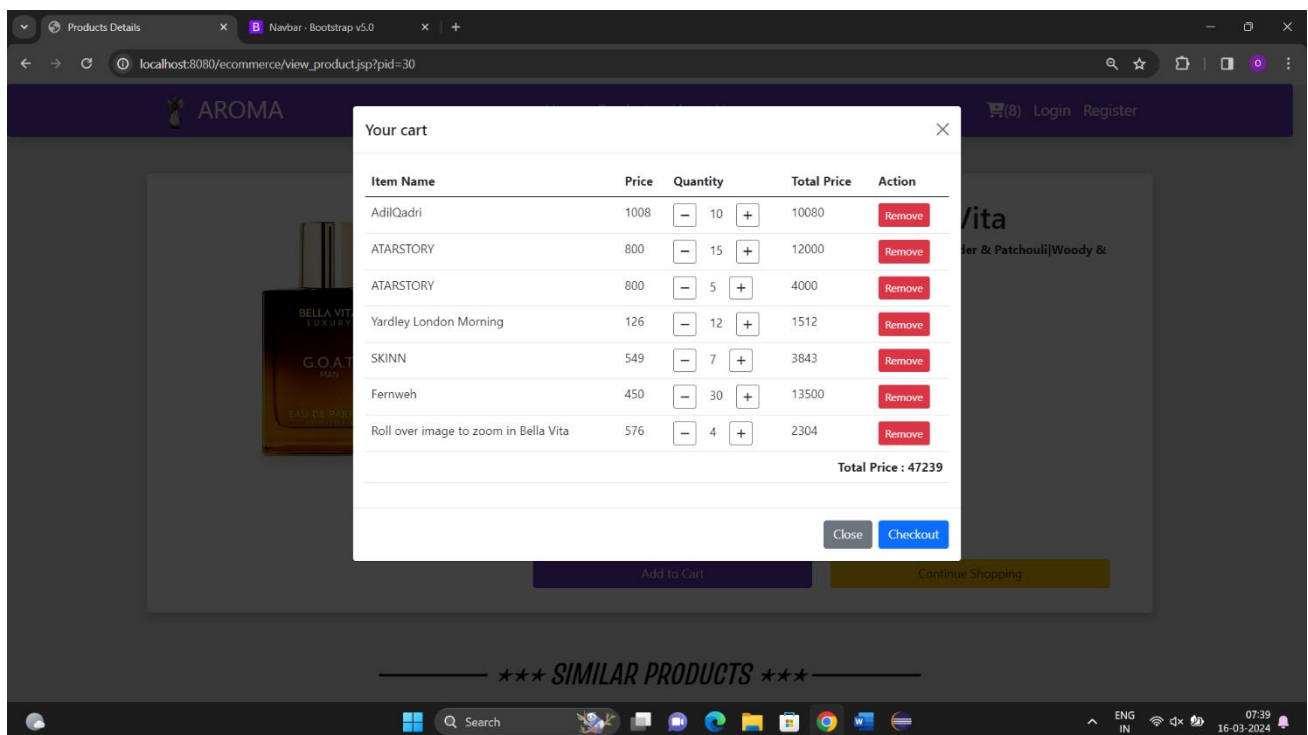 Products Details
B Navbar · Bootstrap v5.0
localhost:8080/ecommerce/view_product.jsp?pid=30
O
AROMA
(8) Login Register
Your cart
Item Name Price Quantity Total Price Action
AdilQadri 1008 − 10 + 10080 Remove
ATARSTORY 800 − 15 + 12000 Remove
ATARSTORY 800 − 5 + 4000 Remove
Yardley London Morning 126 − 12 + 1512 Remove
SKINN 549 − 7 + 3843 Remove
Fernweh 450 − 30 + 13500 Remove
Roll over image to zoom in Bella Vita 576 − 4 + 2304 Remove
Total Price : 47239
Close Checkout
Vita
& Patchouli|Woody &
BELLA VIT
LUXURY
G.O.A.T
MAN
EAU DE PAR
Add to Cart Continue Shopping
★★★ SIMILAR PRODUCTS ★★★
Search
ENG
IN
07:39
16-03-2024